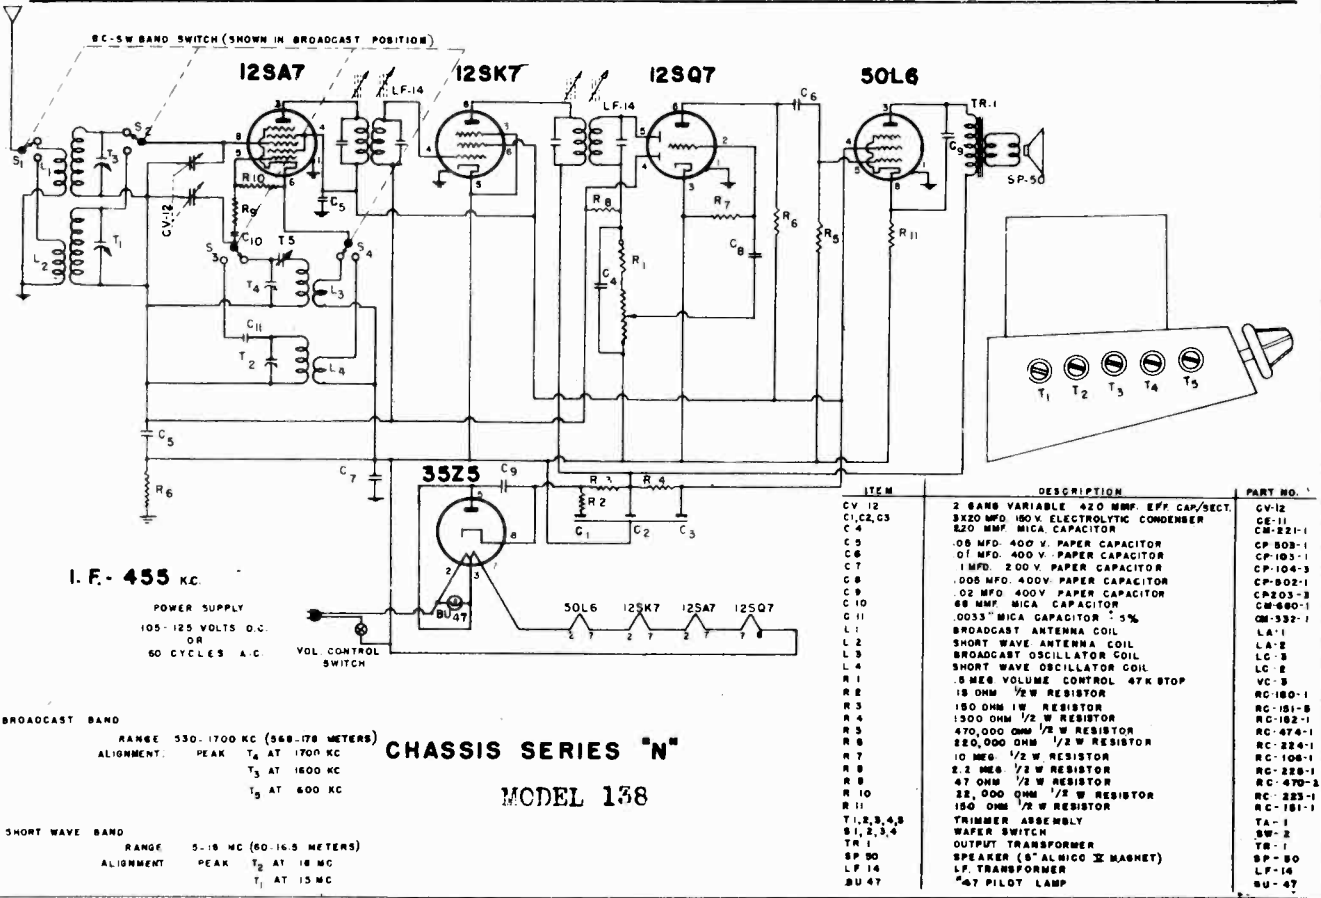 BC-SW BAND SWITCH (SHOWN IN BROADCAST POSITION)
12SA7
12SK7
12SQ7
50L6
LF-14
LF-14
TR-1
SP-50
CV-12
S1
S2
S3
S4
L1
L2
L3
L4
T1
T2
T3
T4
T5
R10
R9
C10
C11
C5
C5
C7
R6
R8
R1
C4
R7
C8
R6
R5
C6
R11
C9
35Z5
C9
R3
R2
R4
C1
C2
C3
BU 47
50L6 12SK7 12SA7 12SQ7
T1 T2 T3 T4 T5
I.F.- 455 KC.
POWER SUPPLY
105-125 VOLTS D.C.
OR
60 CYCLES A.C.
VOL. CONTROL
SWITCH
BROADCAST BAND
RANGE 530-1700 KC (568-178 METERS)
ALIGNMENT. PEAK T4 AT 1700 KC
T3 AT 1600 KC
T5 AT 600 KC
SHORT WAVE BAND
RANGE 5-18 MC (60-16.5 METERS)
ALIGNMENT PEAK T2 AT 18 MC
T1 AT 15 MC
CHASSIS SERIES "N"
MODEL 138
ITEM DESCRIPTION PART NO.
CV 12 2 GANG VARIABLE 420 MMF. EFF. CAP/SECT. CV-12
C1,C2,C3 3X20 MFD. 150 V. ELECTROLYTIC CONDENSER CE-11
C 4 220 MMF. MICA CAPACITOR CM-221-1
C 5 .05 MFD. 400 V. PAPER CAPACITOR CP-503-1
C 6 .01 MFD. 400 V. PAPER CAPACITOR CP-103-1
C 7 .1 MFD. 200 V. PAPER CAPACITOR CP-104-3
C 8 .005 MFD. 400V. PAPER CAPACITOR CP-502-1
C 9 .02 MFD 400V PAPER CAPACITOR CP203-3
C 10 68 MMF. MICA CAPACITOR CM-680-1
C 11 .0033 MICA CAPACITOR 5% CM-332-1
L 1 BROADCAST ANTENNA COIL LA-1
L 2 SHORT WAVE ANTENNA COIL LA-2
L 3 BROADCAST OSCILLATOR COIL LC-3
L 4 SHORT WAVE OSCILLATOR COIL LC-2
R 1 .5 MEG VOLUME CONTROL 47K STOP VC-3
R 2 18 OHM 1/2 W RESISTOR RC-180-1
R 3 150 OHM 1W RESISTOR RC-151-5
R 4 1500 OHM 1/2 W RESISTOR RC-152-1
R 5 470,000 OHM 1/2 W RESISTOR RC-474-1
R 6 220,000 OHM 1/2 W RESISTOR RC-224-1
R 7 10 MEG. 1/2 W RESISTOR RC-106-1
R 8 2.2 MEG 1/2 W RESISTOR RC-225-1
R 9 47 OHM 1/2 W RESISTOR RC-470-2
R 10 22,000 OHM 1/2 W RESISTOR RC-223-1
R 11 150 OHM 1/2 W RESISTOR RC-151-1
T 1,2,3,4,5 TRIMMER ASSEMBLY TA-1
S 1,2,3,4 WAFER SWITCH SW-2
TR 1 OUTPUT TRANSFORMER TR-1
SP 50 SPEAKER (5" ALNICO V MAGNET) SP-50
LF 14 I.F. TRANSFORMER LF-14
BU 47 #47 PILOT LAMP BU-47